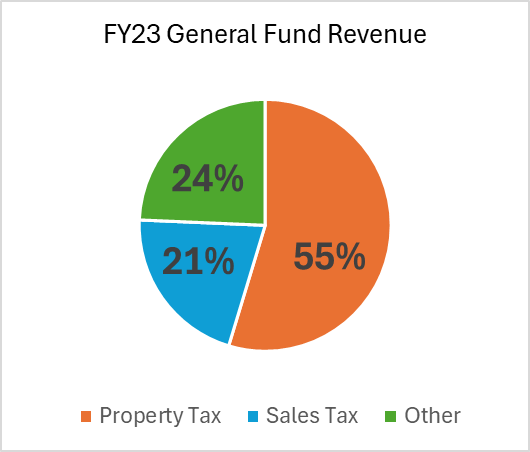 FY23 General Fund Revenue
24%
21%
55%
Property Tax
Sales Tax
Other